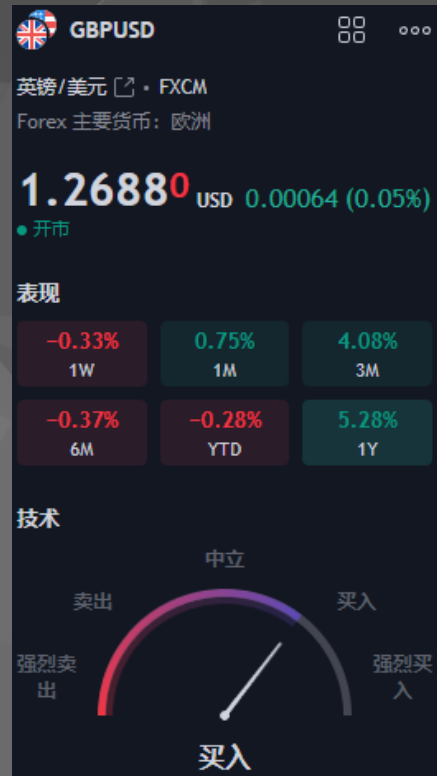 GBPUSD
英镑/美元 • FXCM
Forex 主要货币：欧洲
1.26880 USD 0.00064 (0.05%)
开市
表现
−0.33% 0.75% 4.08%
1W 1M 3M
−0.37% −0.28% 5.28%
6M YTD 1Y
技术
中立
卖出 买入
强烈卖出 强烈买入
买入